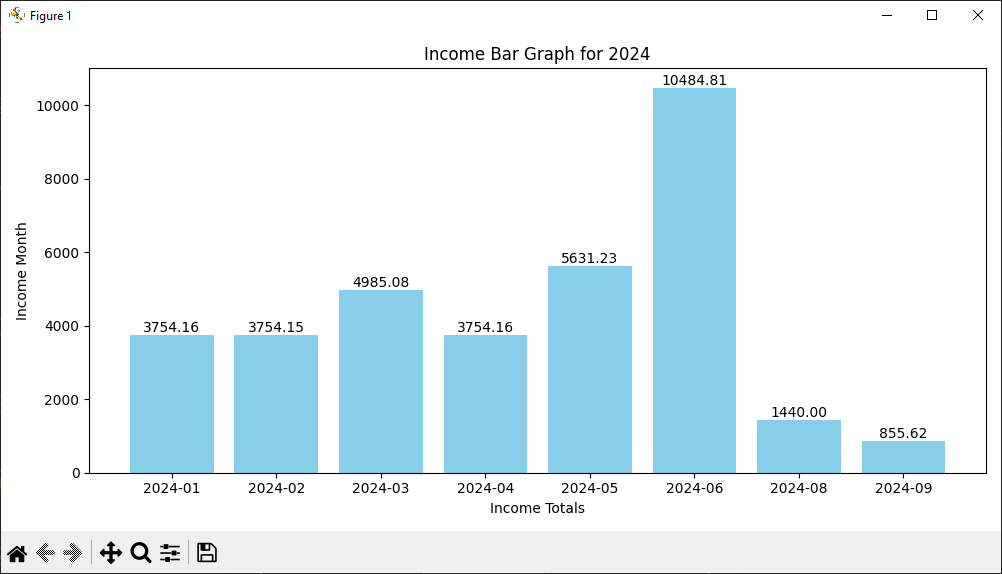 Figure 1
Income Bar Graph for 2024
10484.81
10000
8000
6000
5631.23
4985.08
4000
3754.16
3754.15
3754.16
2000
1440.00
855.62
0
Income Month
2024-01 2024-02 2024-03 2024-04 2024-05 2024-06 2024-08 2024-09
Income Totals